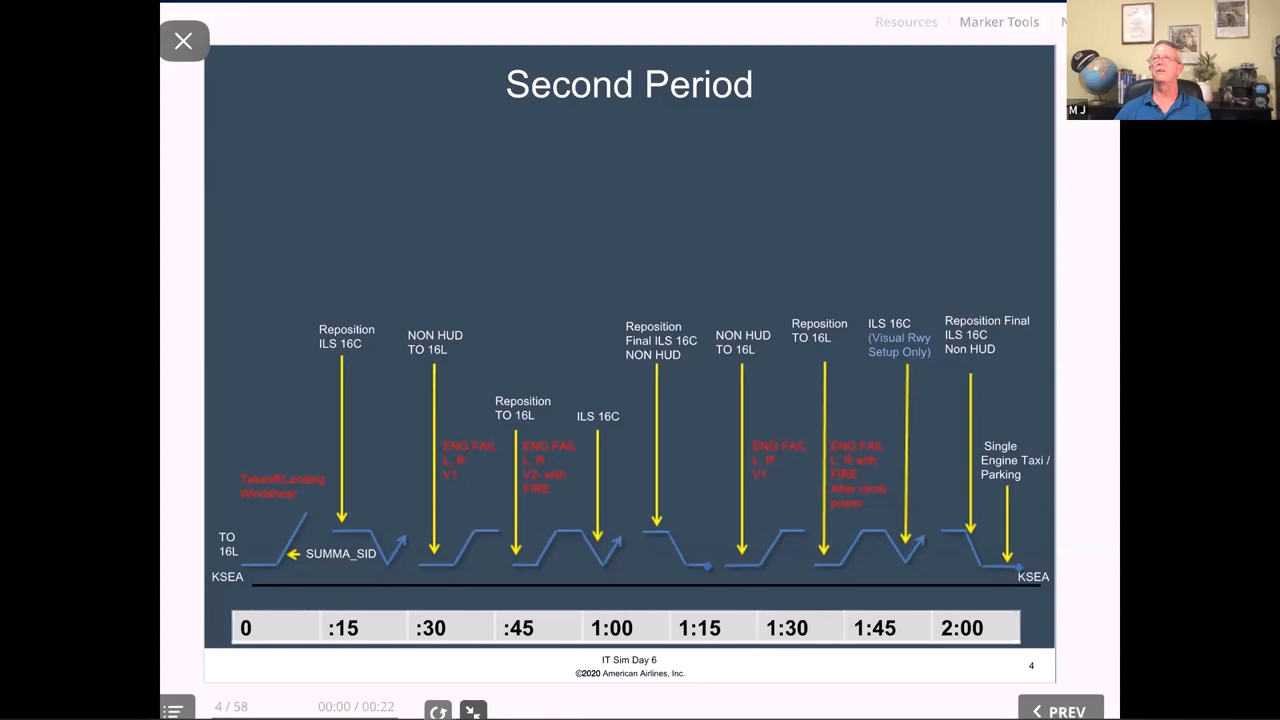 Resources
Marker Tools
Second Period
Reposition
ILS 16C
NON HUD
TO 16L
Reposition
TO 16L
ILS 16C
Reposition
Final ILS 16C
NON HUD
NON HUD
TO 16L
Reposition
TO 16L
ILS 16C
(Visual Rwy
Setup Only)
Reposition Final
ILS 16C
Non HUD
Single
Engine Taxi /
Parking
Takeoff/Landing
Windshear
ENG FAIL
L, R
V1
ENG FAIL
L, R
V2- with
FIRE
ENG FAIL
L, R
V1
ENG FAIL
L, R with
FIRE
After climb
power
TO
16L
SUMMA_SID
KSEA
KSEA
0 :15 :30 :45 1:00 1:15 1:30 1:45 2:00
IT Sim Day 6
©2020 American Airlines, Inc.
4
4 / 58
00:00 / 00:22
PREV
M J